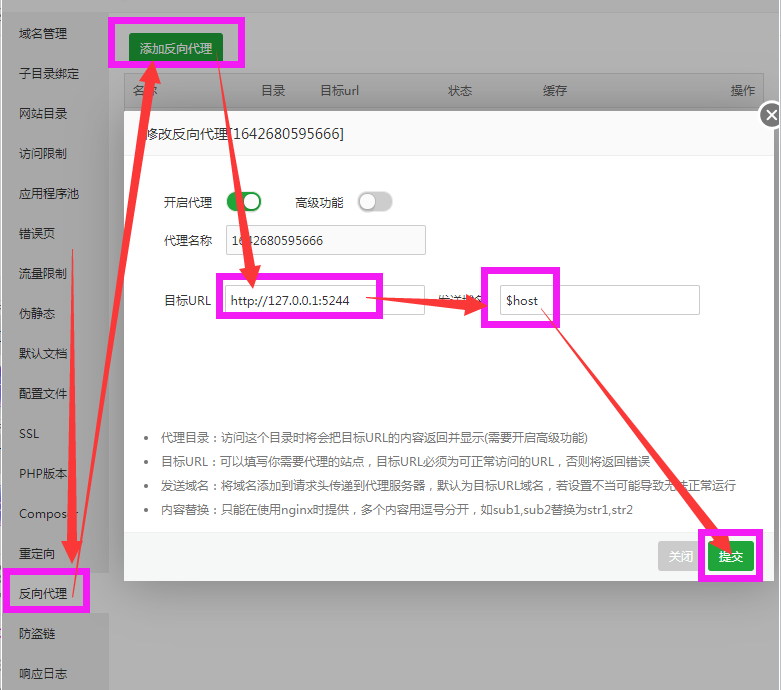 域名管理
子目录绑定
网站目录
访问限制
应用程序池
错误页
流量限制
伪静态
默认文档
配置文件
SSL
PHP版本
Composer
重定向
反向代理
防盗链
响应日志
添加反向代理
名称 目录 目标url 状态 缓存 操作
修改反向代理[1642680595666]
开启代理 高级功能
代理名称 1642680595666
目标URL http://127.0.0.1:5244 发送域名 $host
代理目录：访问这个目录时将会把目标URL的内容返回并显示(需要开启高级功能)
目标URL：可以填写你需要代理的站点，目标URL必须为可正常访问的URL，否则将返回错误
发送域名：将域名添加到请求头传递到代理服务器，默认为目标URL域名，若设置不当可能导致无法正常运行
内容替换：只能在使用nginx时提供，多个内容用逗号分开，如sub1,sub2替换为str1,str2
关闭 提交